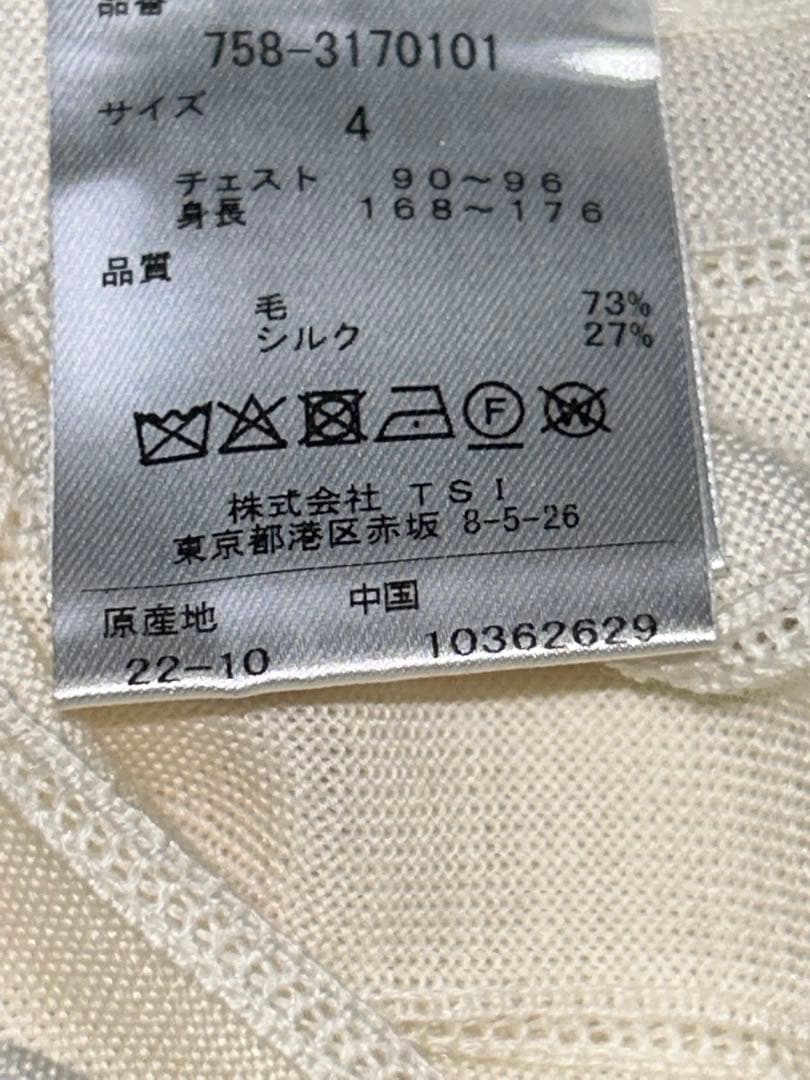 品番
758-3170101
サイズ 4
チェスト 90~96
身長 168~176
品質
毛 73%
シルク 27%
F W
株式会社 TSI
東京都港区赤坂 8-5-26
原産地 中国
22-10 10362629